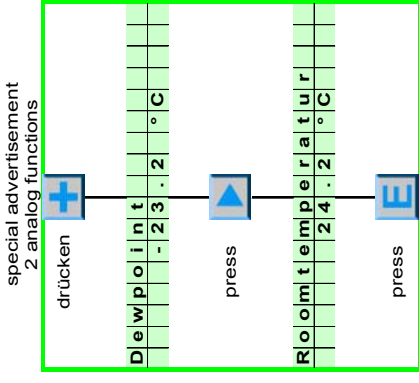 special advertisement
2 analog functions
drücken
Dewpoint
-23.2 °C
press
Roomtemperatur
24.2 °C
E
press